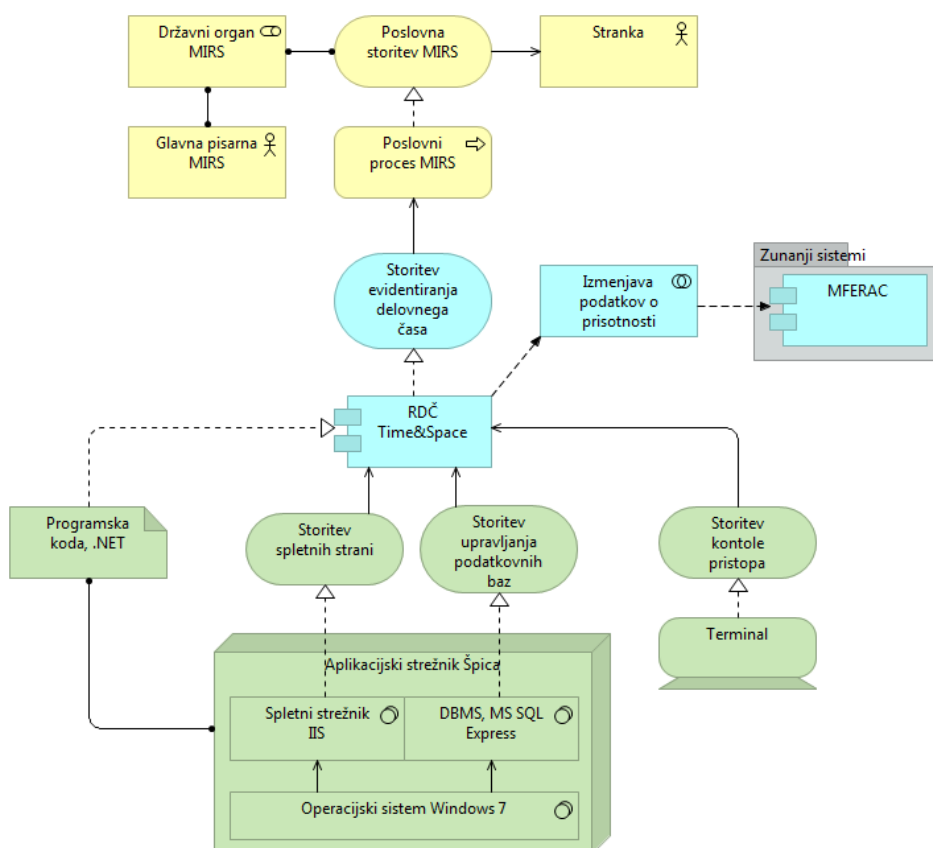 Državni organ
MIRS
Poslovna
storitev MIRS
Stranka
Glavna pisarna
MIRS
Poslovni
proces MIRS
Storitev
evidentiranja
delovnega
časa
Izmenjava
podatkov o
prisotnosti
Zunanji sistemi
MFERAC
RDČ
Time&Space
Programska
koda, .NET
Storitev
spletnih strani
Storitev
upravljanja
podatkovnih
baz
Storitev
kontole
pristopa
Terminal
Aplikacijski strežnik Špica
Spletni strežnik
IIS
DBMS, MS SQL
Express
Operacijski sistem Windows 7